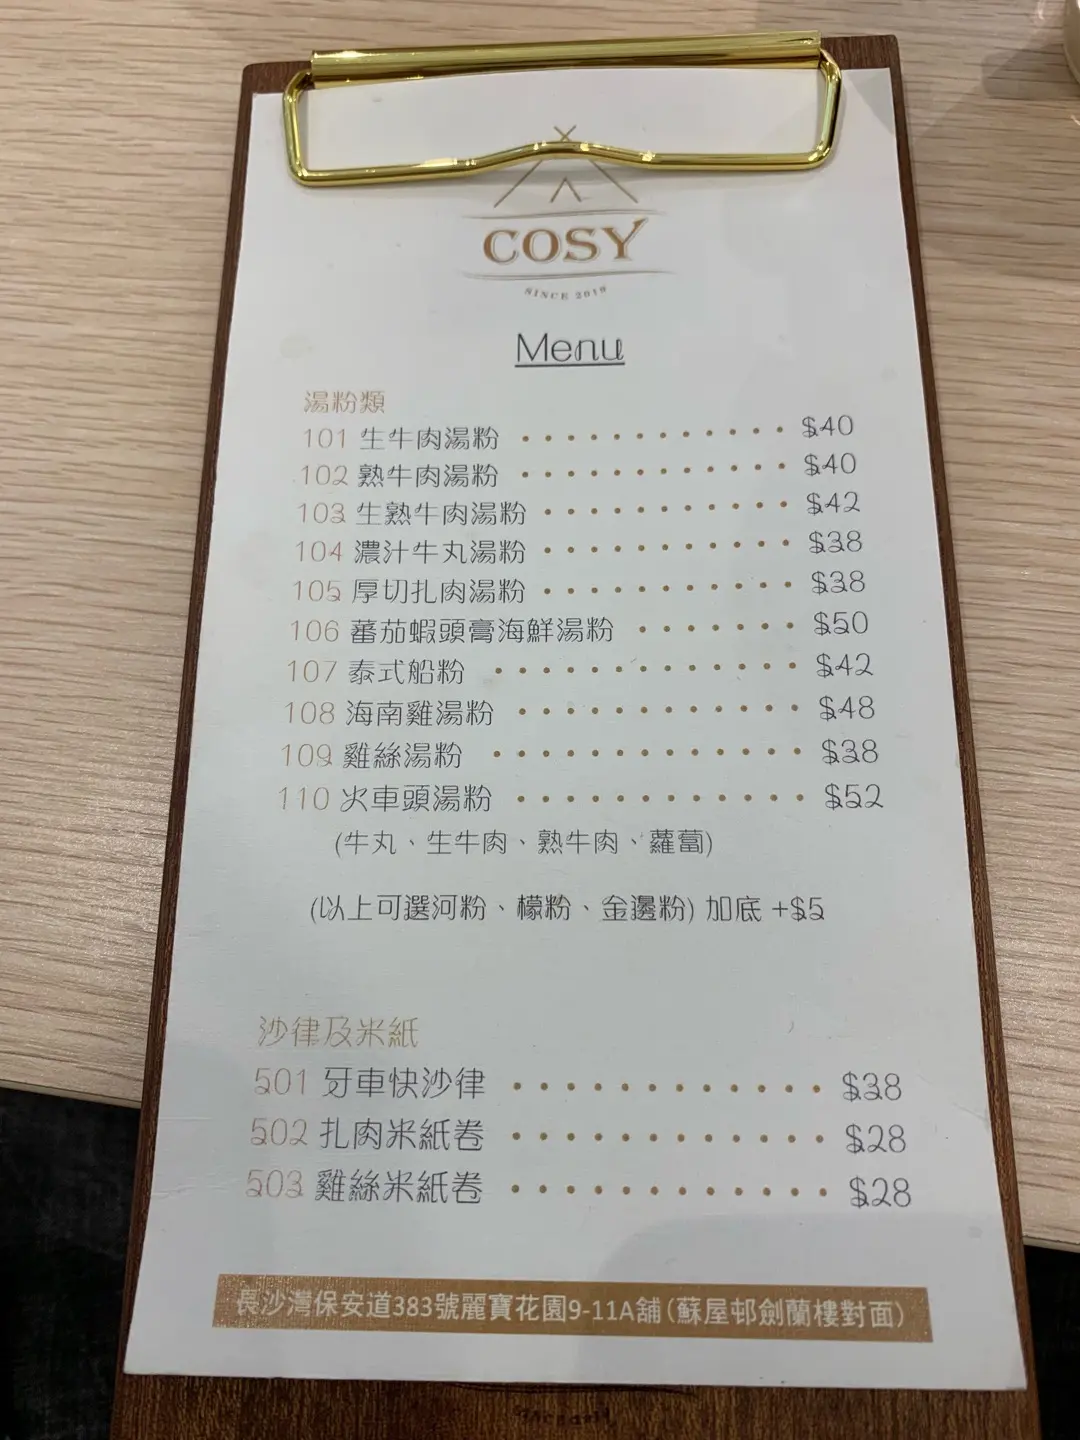 COSY
SINCE 2019
Menu
湯粉類
101 生牛肉湯粉 $40
102 熟牛肉湯粉 $40
103 生熟牛肉湯粉 $42
104 濃汁牛丸湯粉 $38
105 厚切扎肉湯粉 $38
106 蕃茄蝦頭膏海鮮湯粉 $50
107 泰式船粉 $42
108 海南雞湯粉 $48
109 雞絲湯粉 $38
110 火車頭湯粉 $52
(牛丸、生牛肉、熟牛肉、蘿蔔)
(以上可選河粉、檬粉、金邊粉) 加底 +$5
沙律及米紙
501 牙車快沙律 $38
502 扎肉米紙卷 $28
503 雞絲米紙卷 $28
長沙灣保安道383號麗寶花園9-11A舖(蘇屋邨劍蘭樓對面)